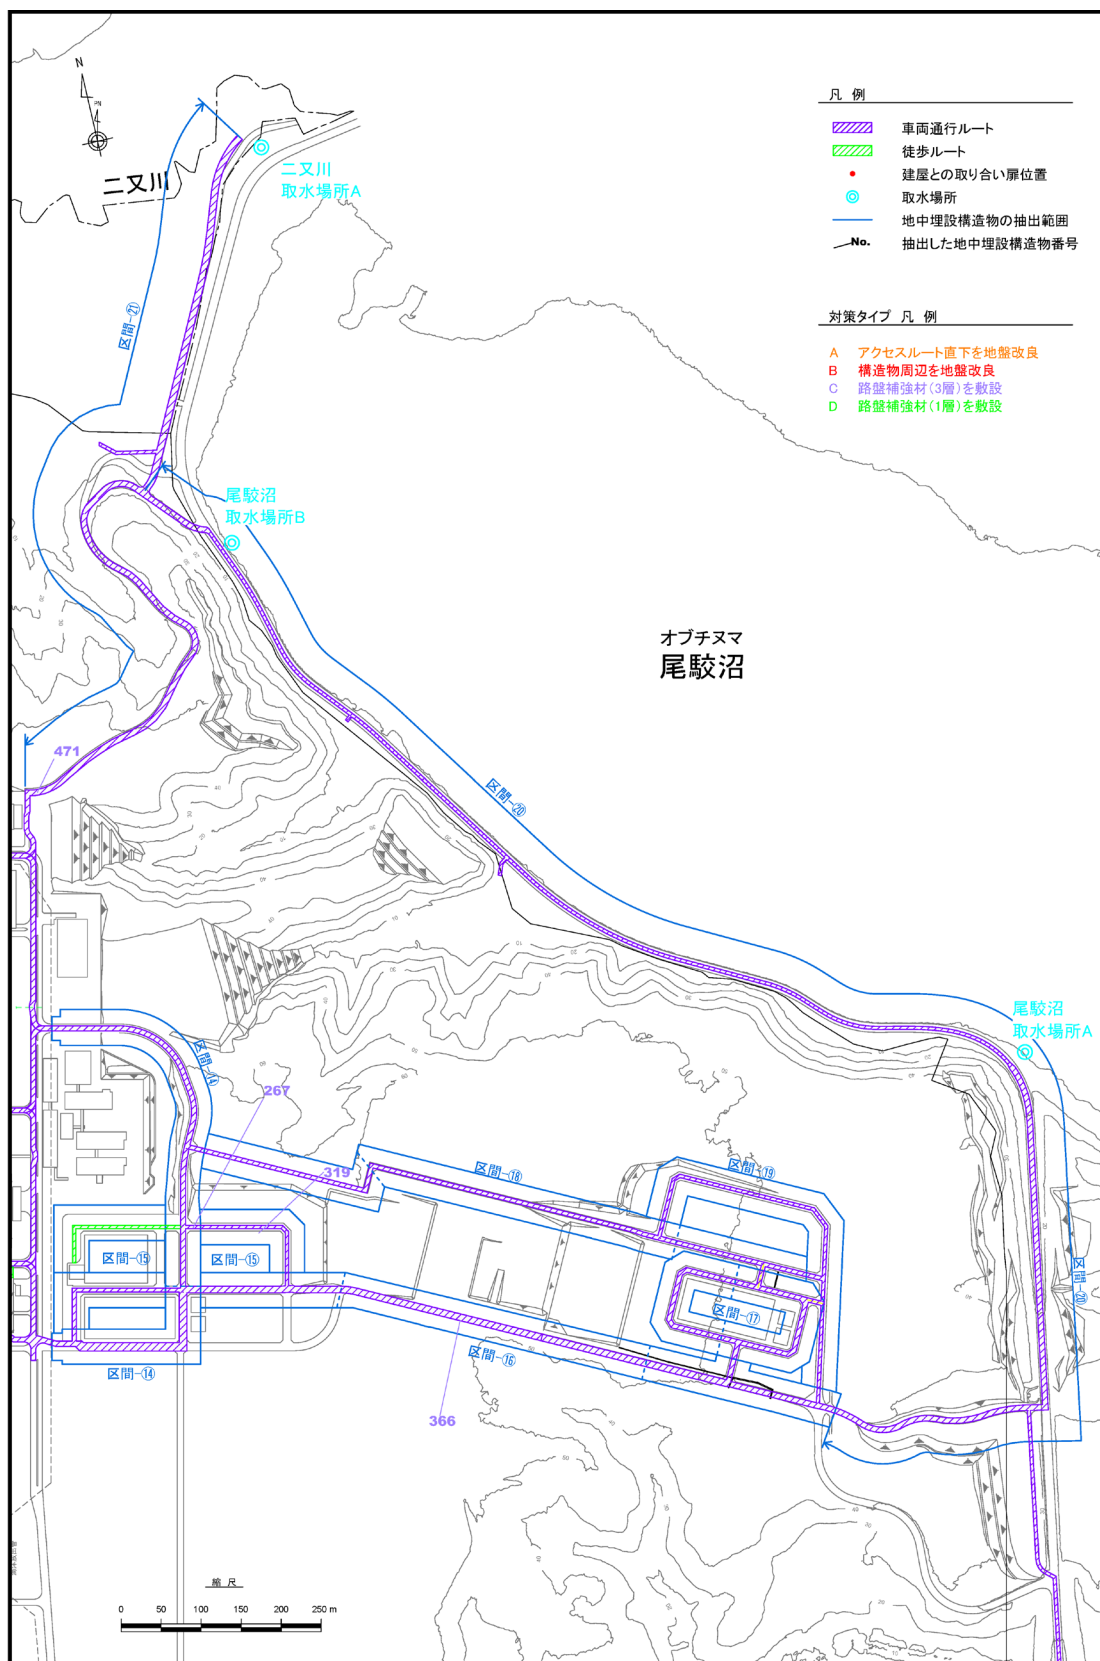 N
PN
二又川
二又川
取水場所A
凡 例
車両通行ルート
徒歩ルート
建屋との取り合い扉位置
取水場所
地中埋設構造物の抽出範囲
No.
抽出した地中埋設構造物番号
対策タイプ 凡 例
A アクセスルート直下を地盤改良
B 構造物周辺を地盤改良
C 路盤補強材(3層)を敷設
D 路盤補強材(1層)を敷設
区間-㉑
尾駮沼
取水場所B
オブチヌマ
尾駮沼
471
区間-⑳
尾駮沼
取水場所A
区間-⑭
267
319
区間-⑱
区間-⑲
区間-⑮
区間-⑮
区間-⑰
区間-⑳
区間-⑯
区間-⑭
366
縮 尺
0 50 100 150 200 250 m